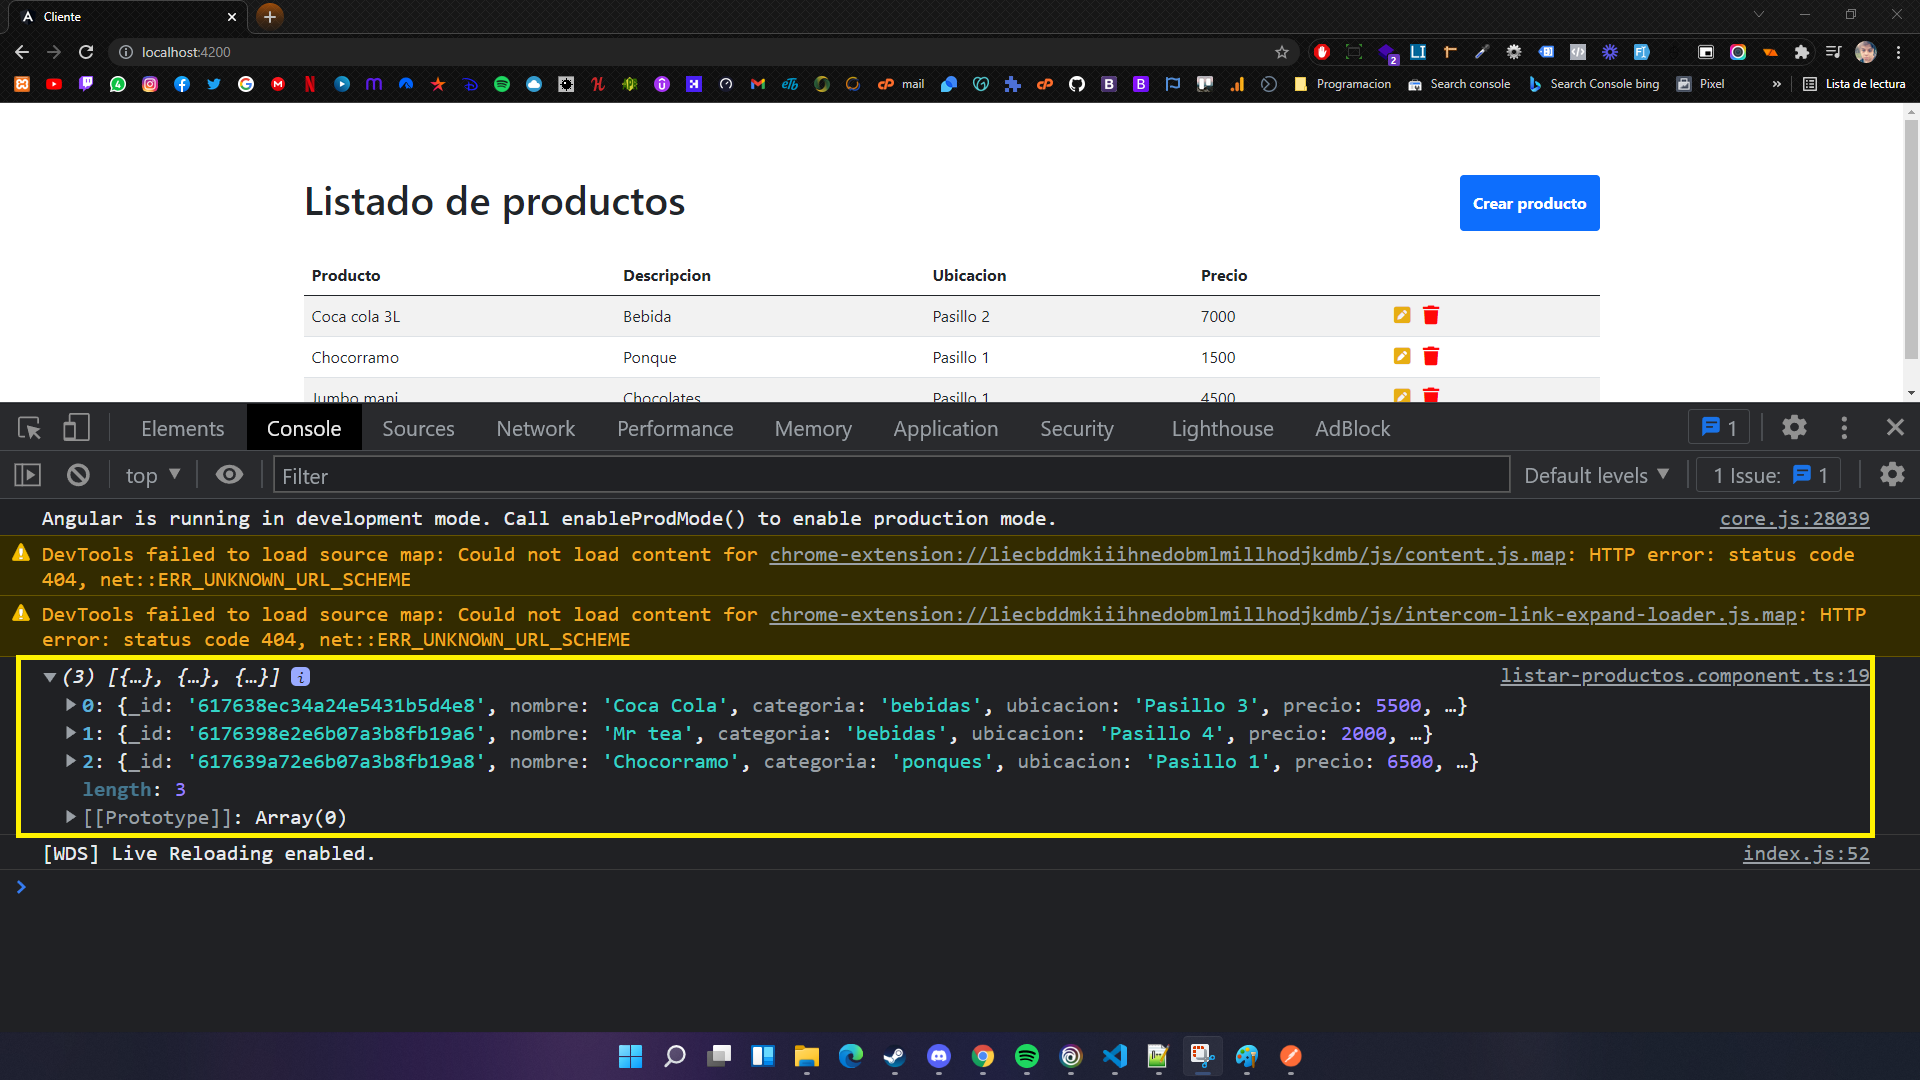 Cliente
localhost:4200
2
mail
Programacion
Search console
Search Console bing
Pixel
»
Lista de lectura
Listado de productos
Crear producto
Producto Descripcion Ubicacion Precio
Coca cola 3L Bebida Pasillo 2 7000
Chocorramo Ponque Pasillo 1 1500
Jumbo mani Chocolates Pasillo 1 4500
Elements Console Sources Network Performance Memory Application Security Lighthouse AdBlock 1
top Filter Default levels 1 Issue: 1
Angular is running in development mode. Call enableProdMode() to enable production mode. core.js:28039
DevTools failed to load source map: Could not load content for chrome-extension://liecbddmkiiihnedobmlmillhodjkdmb/js/content.js.map: HTTP error: status code
404, net::ERR_UNKNOWN_URL_SCHEME
DevTools failed to load source map: Could not load content for chrome-extension://liecbddmkiiihnedobmlmillhodjkdmb/js/intercom-link-expand-loader.js.map: HTTP
error: status code 404, net::ERR_UNKNOWN_URL_SCHEME
(3) [{…}, {…}, {…}] i listar-productos.component.ts:19
0: {_id: '617638ec34a24e5431b5d4e8', nombre: 'Coca Cola', categoria: 'bebidas', ubicacion: 'Pasillo 3', precio: 5500, …}
1: {_id: '6176398e2e6b07a3b8fb19a6', nombre: 'Mr tea', categoria: 'bebidas', ubicacion: 'Pasillo 4', precio: 2000, …}
2: {_id: '617639a72e6b07a3b8fb19a8', nombre: 'Chocorramo', categoria: 'ponques', ubicacion: 'Pasillo 1', precio: 6500, …}
length: 3
[[Prototype]]: Array(0)
[WDS] Live Reloading enabled. index.js:52